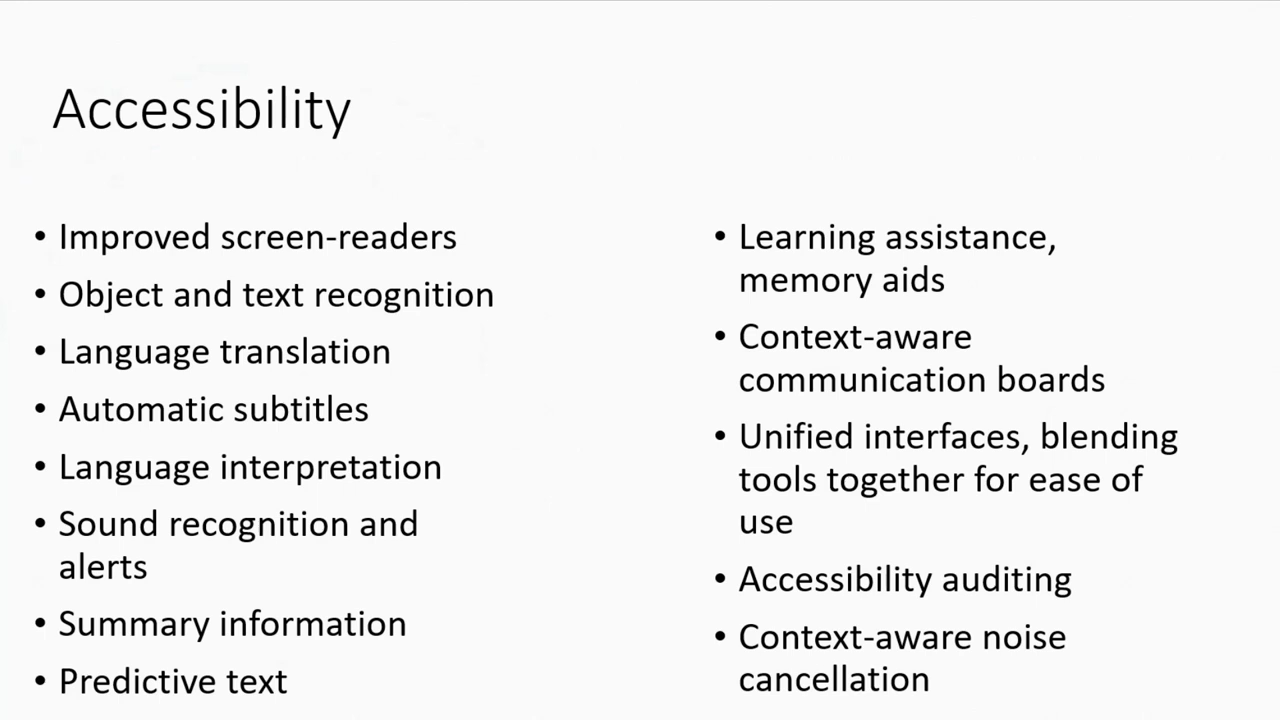 Accessibility
• Improved screen-readers
• Object and text recognition
• Language translation
• Automatic subtitles
• Language interpretation
• Sound recognition and
alerts
• Summary information
• Predictive text
• Learning assistance,
memory aids
• Context-aware
communication boards
• Unified interfaces, blending
tools together for ease of
use
• Accessibility auditing
• Context-aware noise
cancellation